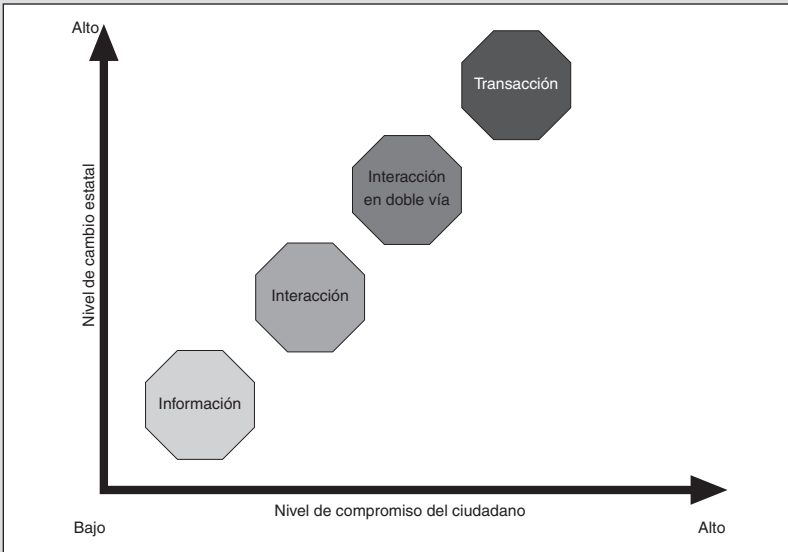 Alto
Transacción
Interacción
en doble vía
Nivel de cambio estatal
Interacción
Información
Nivel de compromiso del ciudadano
Bajo
Alto